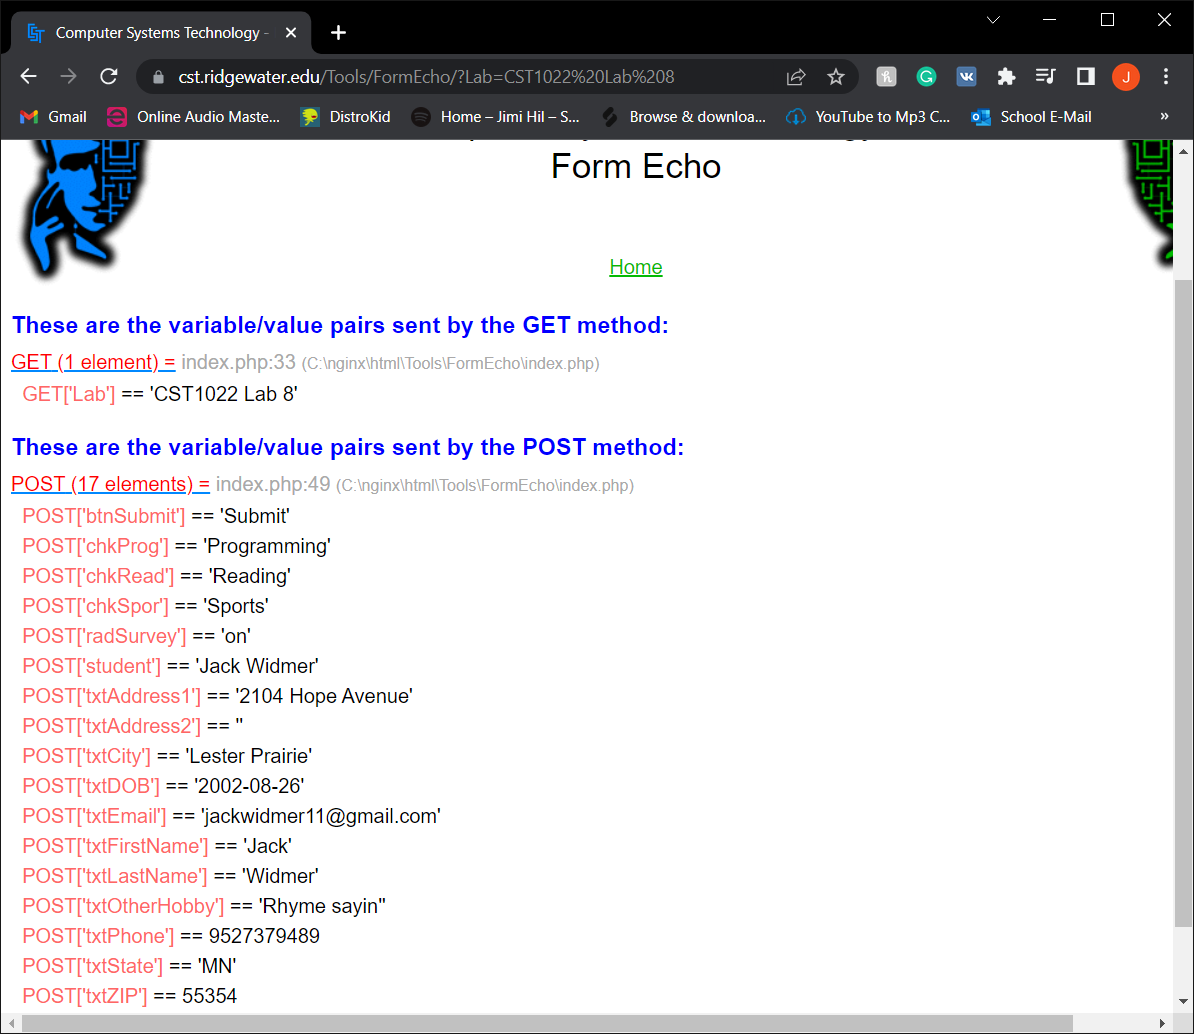 Computer Systems Technology -
cst.ridgewater.edu/Tools/FormEcho/?Lab=CST1022%20Lab%208
J
Gmail
Online Audio Maste...
DistroKid
Home – Jimi Hil – S...
Browse & downloa...
YouTube to Mp3 C...
School E-Mail
»
Form Echo
Home
These are the variable/value pairs sent by the GET method:
GET (1 element) = index.php:33 (C:\nginx\html\Tools\FormEcho\index.php)
GET['Lab'] == 'CST1022 Lab 8'
These are the variable/value pairs sent by the POST method:
POST (17 elements) = index.php:49 (C:\nginx\html\Tools\FormEcho\index.php)
POST['btnSubmit'] == 'Submit'
POST['chkProg'] == 'Programming'
POST['chkRead'] == 'Reading'
POST['chkSpor'] == 'Sports'
POST['radSurvey'] == 'on'
POST['student'] == 'Jack Widmer'
POST['txtAddress1'] == '2104 Hope Avenue'
POST['txtAddress2'] == ''
POST['txtCity'] == 'Lester Prairie'
POST['txtDOB'] == '2002-08-26'
POST['txtEmail'] == 'jackwidmer11@gmail.com'
POST['txtFirstName'] == 'Jack'
POST['txtLastName'] == 'Widmer'
POST['txtOtherHobby'] == 'Rhyme sayin''
POST['txtPhone'] == 9527379489
POST['txtState'] == 'MN'
POST['txtZIP'] == 55354